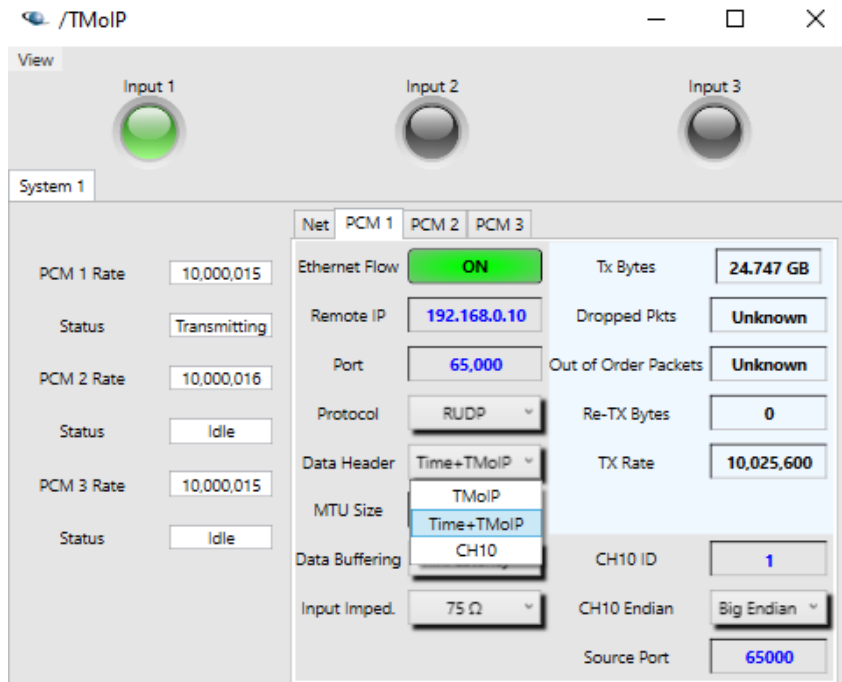 /TMoIP
View
Input 1 Input 2 Input 3
System 1
Net PCM 1 PCM 2 PCM 3
PCM 1 Rate 10,000,015
Status Transmitting
PCM 2 Rate 10,000,016
Status Idle
PCM 3 Rate 10,000,015
Status Idle
Ethernet Flow ON
Remote IP 192.168.0.10
Port 65,000
Protocol RUDP
Data Header Time+TMoIP
TMoIP
Time+TMoIP
CH10
MTU Size
Data Buffering
Input Imped. 75 Ω
Tx Bytes 24.747 GB
Dropped Pkts Unknown
Out of Order Packets Unknown
Re-TX Bytes 0
TX Rate 10,025,600
CH10 ID 1
CH10 Endian Big Endian
Source Port 65000